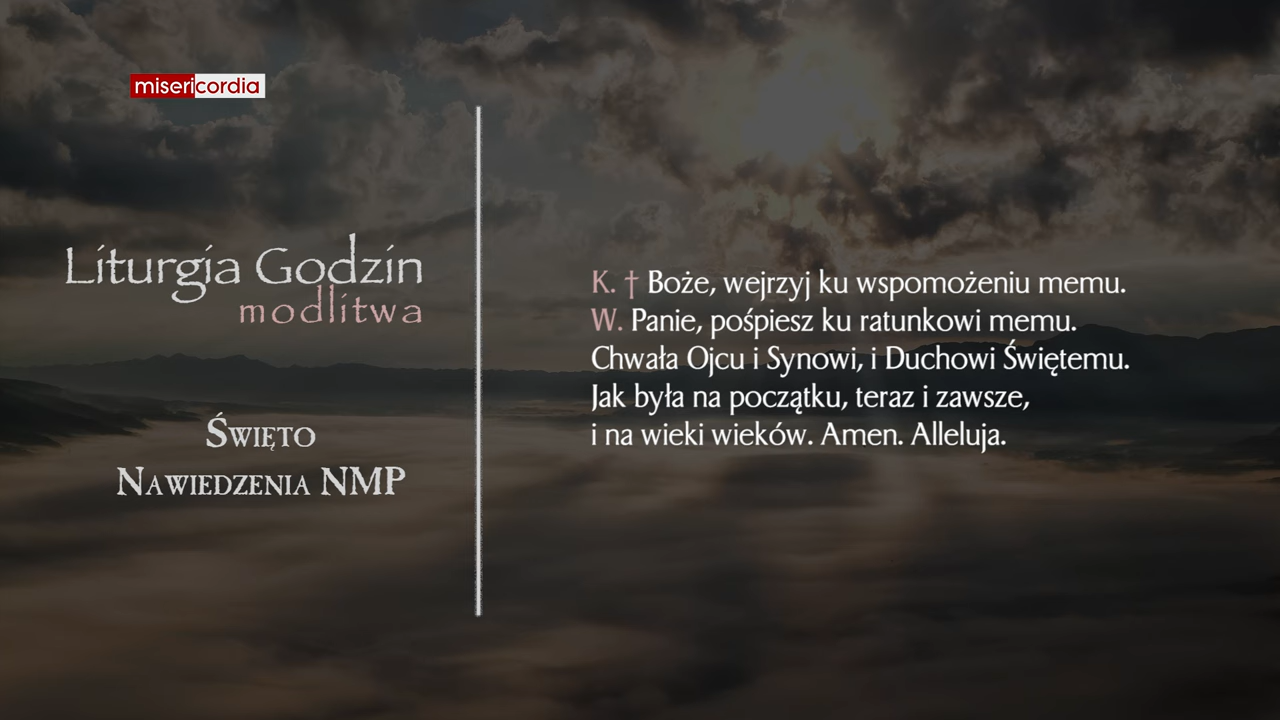 misericordia
Liturgia Godzin
modlitwa
Święto
Nawiedzenia NMP
K. † Boże, wejrzyj ku wspomożeniu memu.
W. Panie, pośpiesz ku ratunkowi memu.
Chwała Ojcu i Synowi, i Duchowi Świętemu.
Jak była na początku, teraz i zawsze,
i na wieki wieków. Amen. Alleluja.